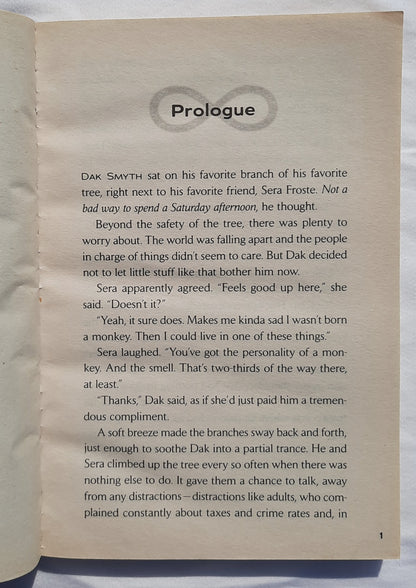 Prologue
DAK SMYTH sat on his favorite branch of his favorite
tree, right next to his favorite friend, Sera Froste. Not a
bad way to spend a Saturday afternoon, he thought.
Beyond the safety of the tree, there was plenty to
worry about. The world was falling apart and the people
in charge of things didn't seem to care. But Dak decided
not to let little stuff like that bother him now.
Sera apparently agreed. "Feels good up here," she
said. "Doesn't it?"
"Yeah, it sure does. Makes me kinda sad I wasn't born
a monkey. Then I could live in one of these things."
Sera laughed. "You've got the personality of a mon-
key. And the smell. That's two-thirds of the way there,
at least."
"Thanks," Dak said, as if she'd just paid him a tremen-
dous compliment.
A soft breeze made the branches sway back and forth,
just enough to soothe Dak into a partial trance. He and
Sera climbed up the tree every so often when there was
nothing else to do. It gave them a chance to talk, away
from any distractions—distractions like adults, who com-
plained constantly about taxes and crime rates and, in
1